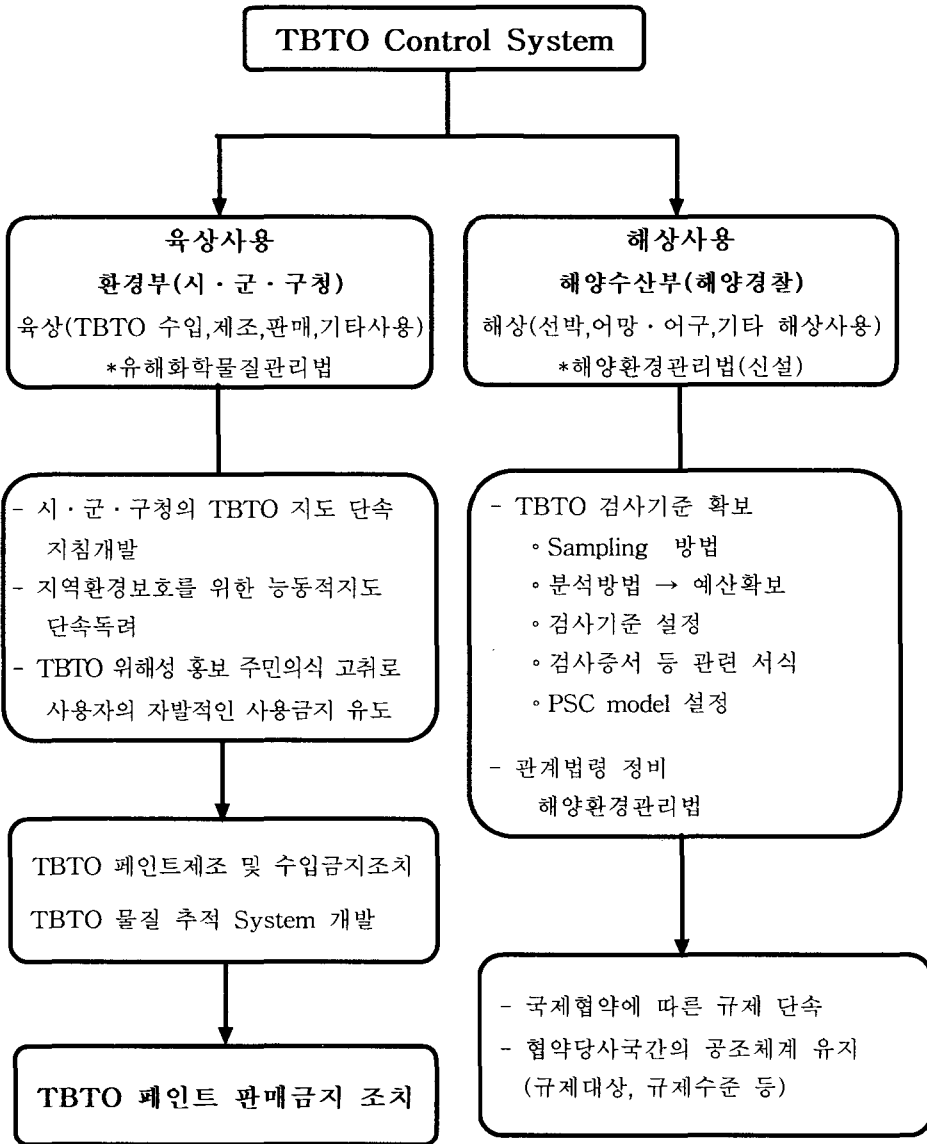 TBTO Control System
육상사용
환경부(시ㆍ군ㆍ구청)
육상(TBTO 수입,제조,판매,기타사용)
*유해화학물질관리법
- 시ㆍ군ㆍ구청의 TBTO 지도 단속
지침개발
- 지역환경보호를 위한 능동적지도
단속독려
- TBTO 위해성 홍보 주민의식 고취로
사용자의 자발적인 사용금지 유도
TBTO 페인트제조 및 수입금지조치
TBTO 물질 추적 System 개발
TBTO 페인트 판매금지 조치
해상사용
해양수산부(해양경찰)
해상(선박,어망ㆍ어구,기타 해상사용)
*해양환경관리법(신설)
- TBTO 검사기준 확보
∘Sampling 방법
∘분석방법 → 예산확보
∘검사기준 설정
∘검사증서 등 관련 서식
∘PSC model 설정
- 관계법령 정비
해양환경관리법
- 국제협약에 따른 규제 단속
- 협약당사국간의 공조체계 유지
(규제대상, 규제수준 등)